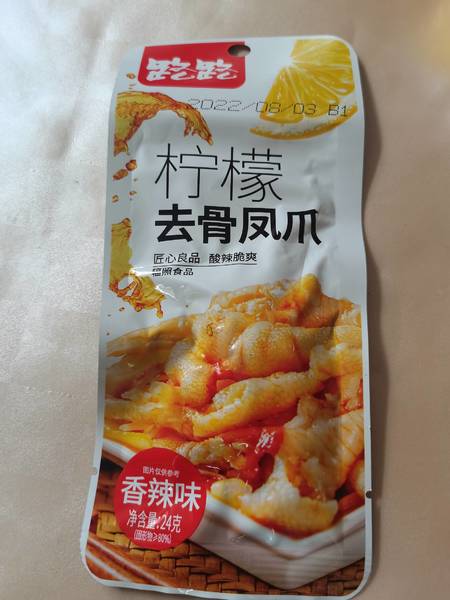 2022/08/03 B1
柠檬
去骨凤爪
匠心良品 酸辣脆爽
福照食品
图片仅供参考
香辣味
净含量:24克
(固形物≥80%)